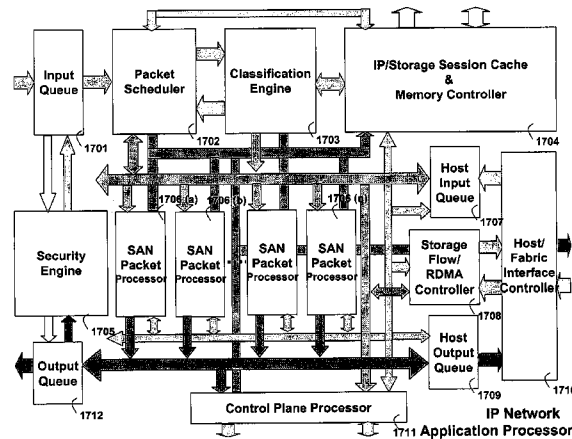 Input
Queue
1701
Packet
Scheduler
1702
Classification
Engine
1703
IP/Storage Session Cache
&
Memory Controller
1704
Security
Engine
1705
1706 (a)
1706 (b)
SAN
Packet
Processor
SAN
Packet
Processor
SAN
Packet
Processor
SAN
Packet
Processor
Host
Input
Queue
1707
Storage
Flow/
RDMA
Controller
1708
Host/
Fabric
Interface
Controller
1710
Host
Output
Queue
1709
Output
Queue
1712
Control Plane Processor
1711
IP Network
Application Processor